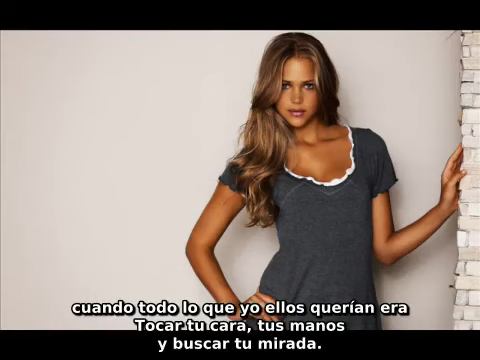 cuando todo lo que yo ellos querían era
Tocar tu cara, tus manos
y buscar tu mirada.